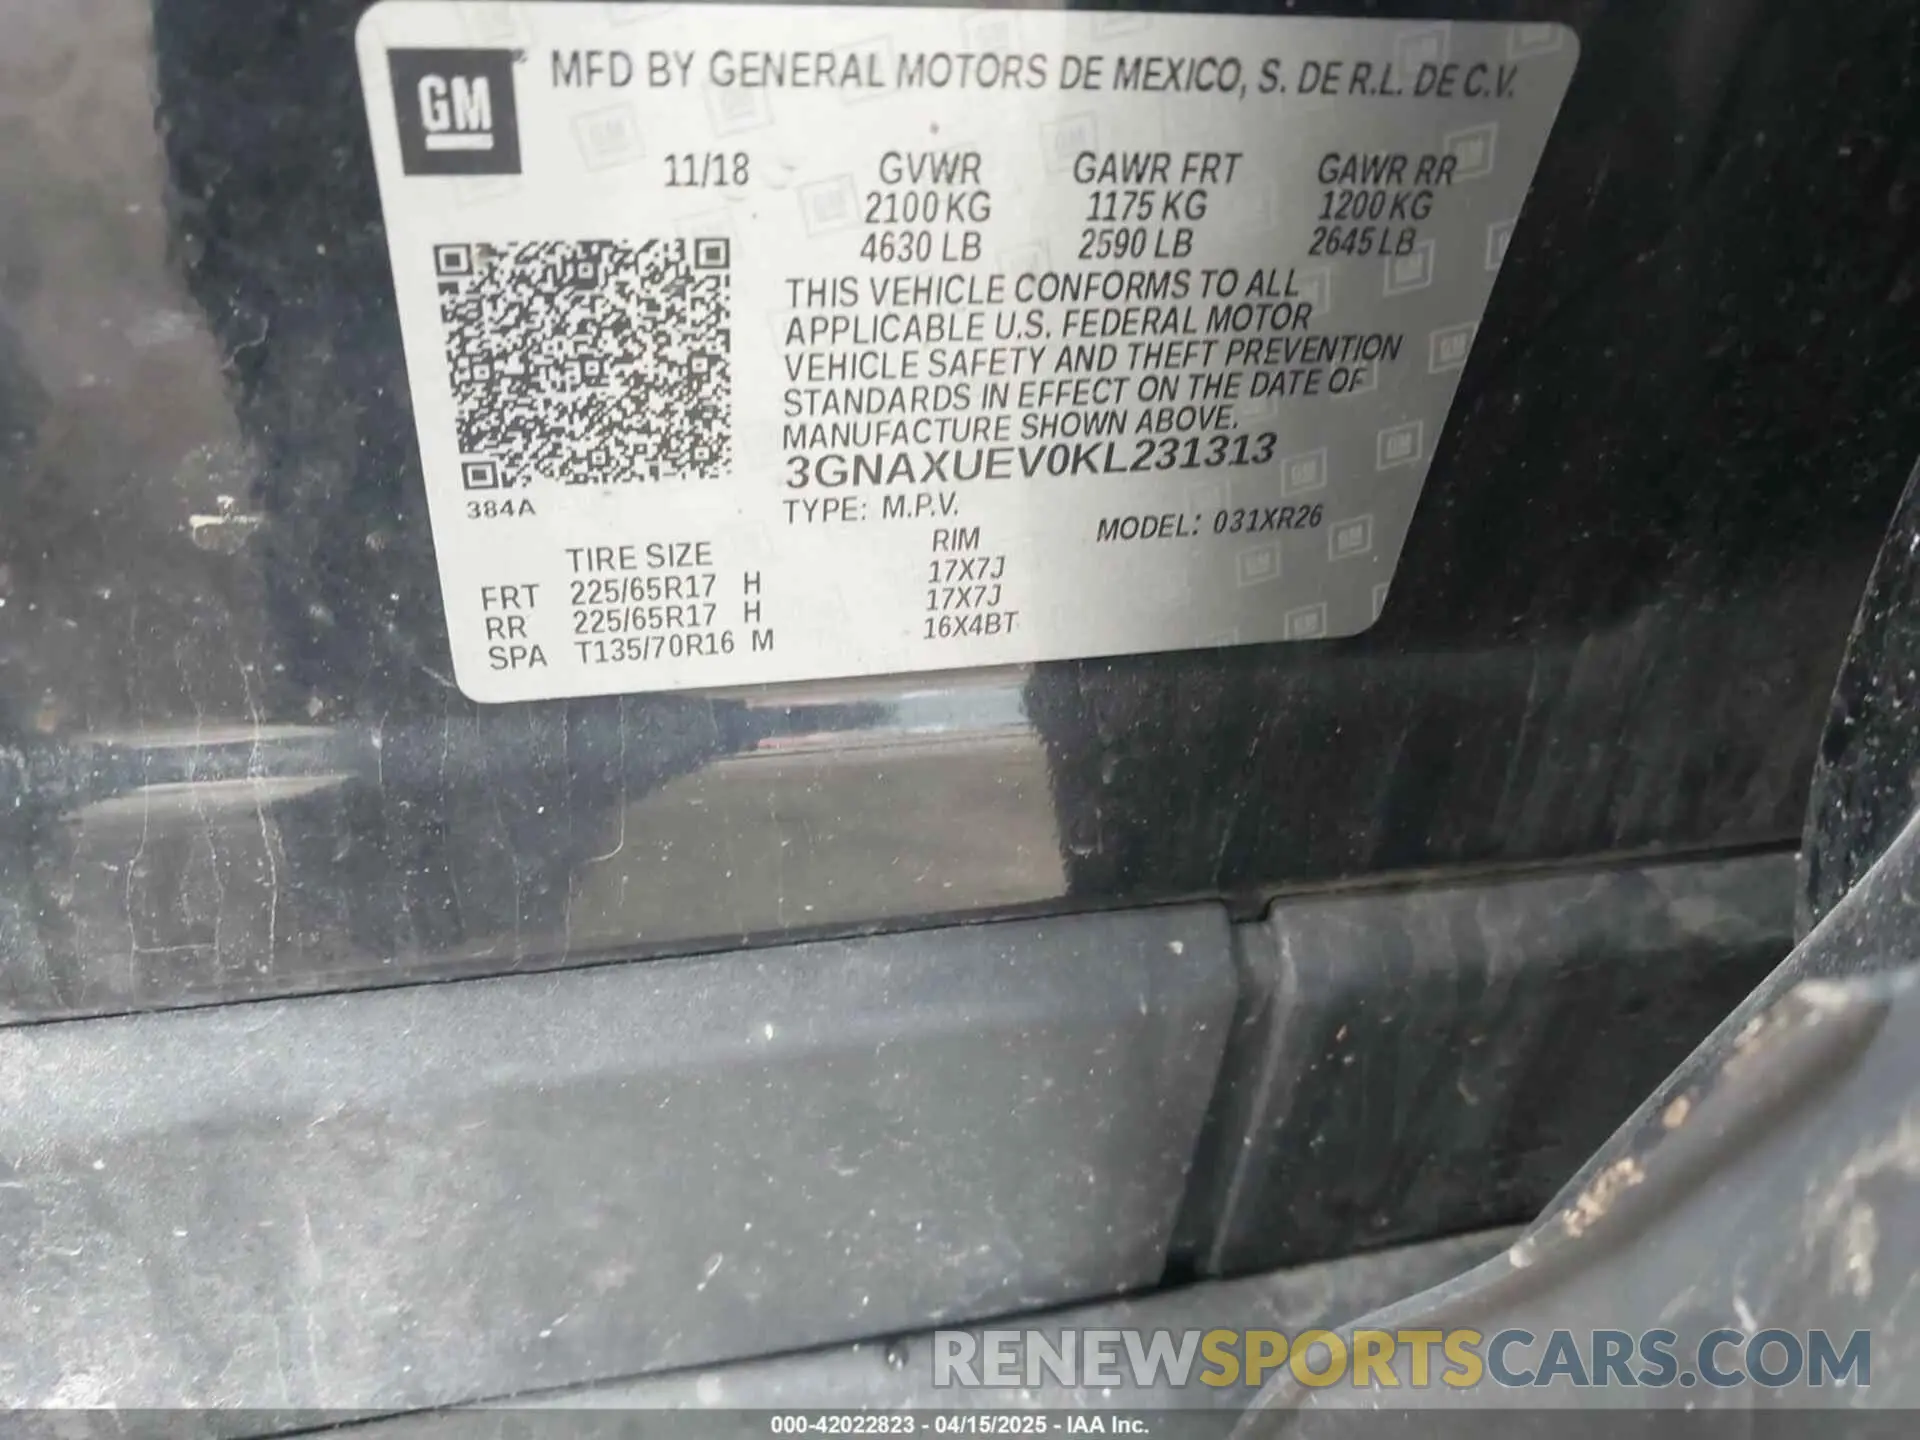 GM
MFD BY GENERAL MOTORS DE MEXICO, S. DE R.L. DE C.V.
11/18 GVWR GAWR FRT GAWR RR
2100 KG 1175 KG 1200 KG
4630 LB 2590 LB 2645 LB
THIS VEHICLE CONFORMS TO ALL
APPLICABLE U.S. FEDERAL MOTOR
VEHICLE SAFETY AND THEFT PREVENTION
STANDARDS IN EFFECT ON THE DATE OF
MANUFACTURE SHOWN ABOVE.
3GNAXUEV0KL231313
384A
TYPE: M.P.V. MODEL: 031XR26
TIRE SIZE RIM
FRT 225/65R17 H 17X7J
RR 225/65R17 H 17X7J
SPA T135/70R16 M 16X4BT
RENEWSPORTSCARS.COM
000-42022823 - 04/15/2025 - IAA Inc.